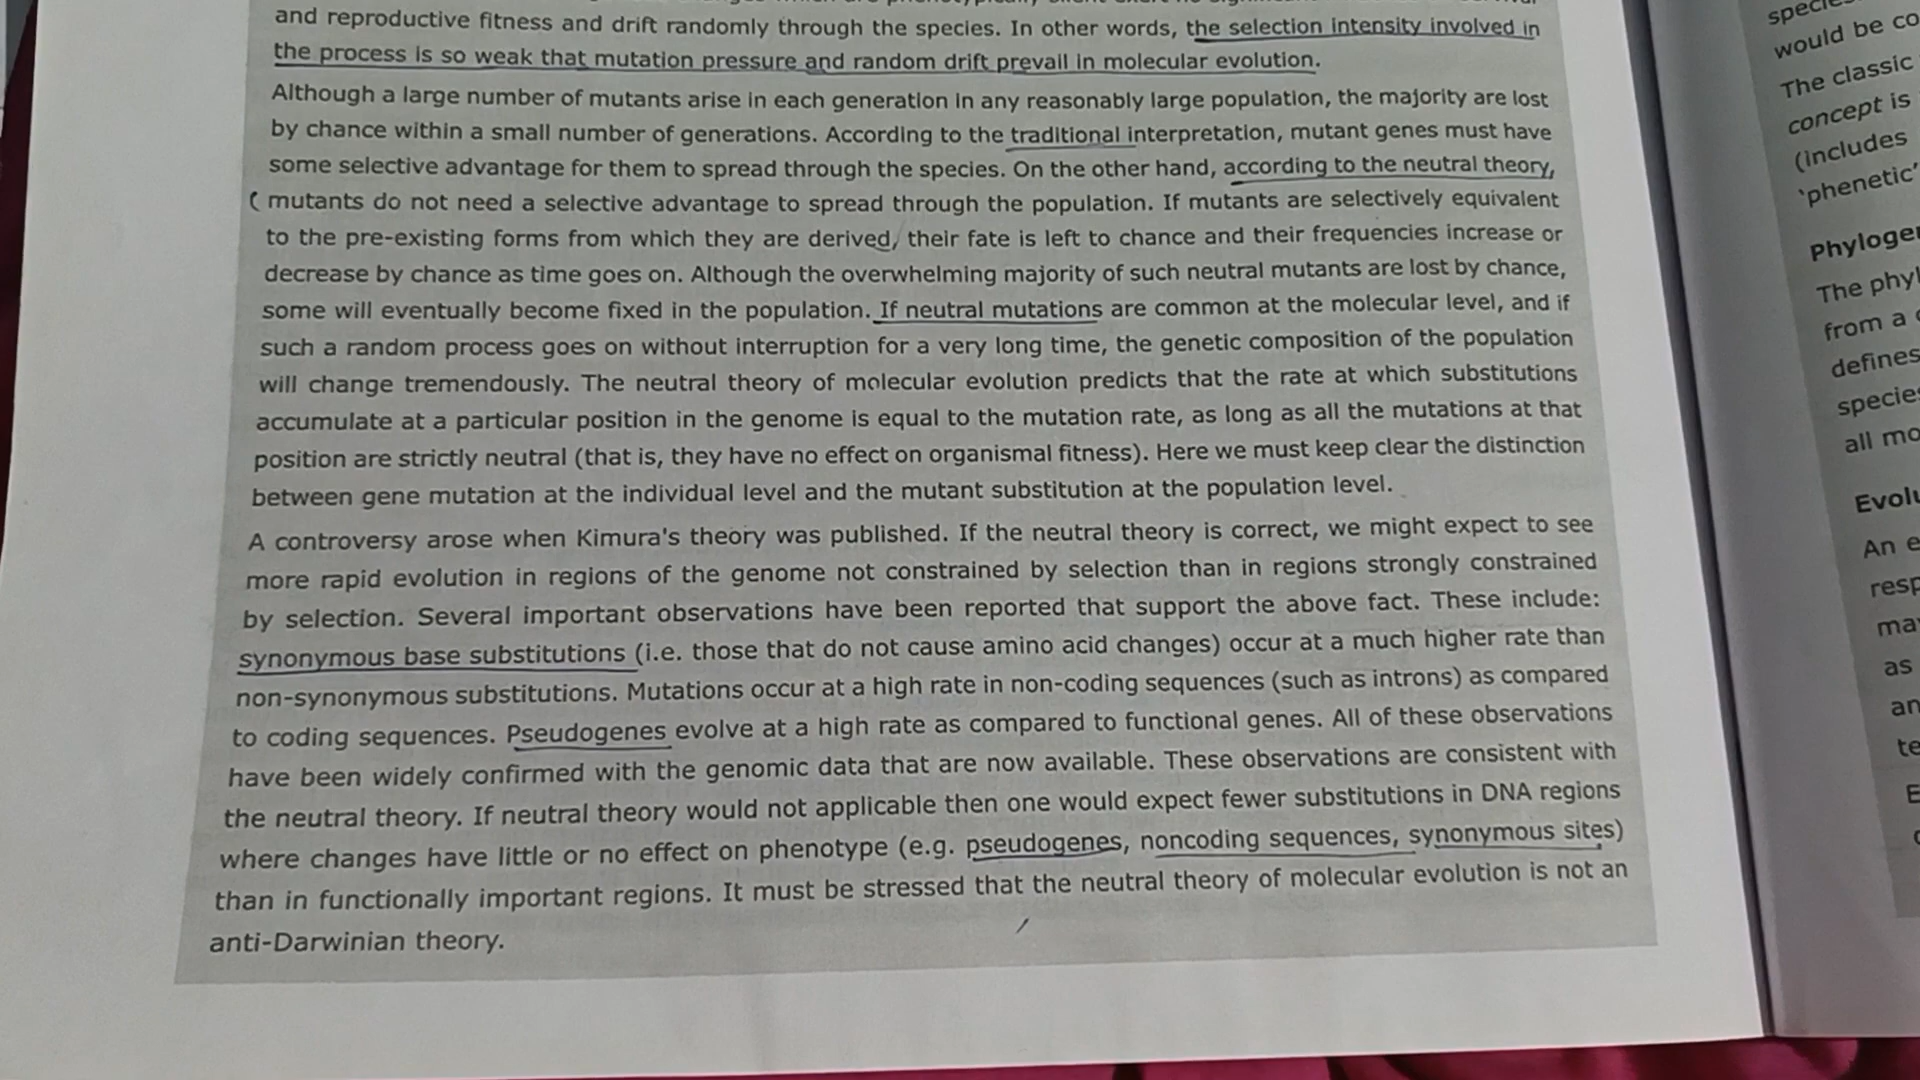 and reproductive fitness and drift randomly through the species. In other words, the selection intensity involved in
the process is so weak that mutation pressure and random drift prevail in molecular evolution.
Although a large number of mutants arise in each generation in any reasonably large population, the majority are lost
by chance within a small number of generations. According to the traditional interpretation, mutant genes must have
some selective advantage for them to spread through the species. On the other hand, according to the neutral theory,
mutants do not need a selective advantage to spread through the population. If mutants are selectively equivalent
to the pre-existing forms from which they are derived, their fate is left to chance and their frequencies increase or
decrease by chance as time goes on. Although the overwhelming majority of such neutral mutants are lost by chance,
some will eventually become fixed in the population. If neutral mutations are common at the molecular level, and if
such a random process goes on without interruption for a very long time, the genetic composition of the population
will change tremendously. The neutral theory of molecular evolution predicts that the rate at which substitutions
accumulate at a particular position in the genome is equal to the mutation rate, as long as all the mutations at that
position are strictly neutral (that is, they have no effect on organismal fitness). Here we must keep clear the distinction
between gene mutation at the individual level and the mutant substitution at the population level.
A controversy arose when Kimura's theory was published. If the neutral theory is correct, we might expect to see
more rapid evolution in regions of the genome not constrained by selection than in regions strongly constrained
by selection. Several important observations have been reported that support the above fact. These include:
synonymous base substitutions (i.e. those that do not cause amino acid changes) occur at a much higher rate than
non-synonymous substitutions. Mutations occur at a high rate in non-coding sequences (such as introns) as compared
to coding sequences. Pseudogenes evolve at a high rate as compared to functional genes. All of these observations
have been widely confirmed with the genomic data that are now available. These observations are consistent with
the neutral theory. If neutral theory would not applicable then one would expect fewer substitutions in DNA regions
where changes have little or no effect on phenotype (e.g. pseudogenes, noncoding sequences, synonymous sites)
than in functionally important regions. It must be stressed that the neutral theory of molecular evolution is not an
anti-Darwinian theory.
would be co
The classic
concept is
(includes
'phenetic'
Phyloge
The phyl
from a
defines
species
all mo
Evolu
An e
resp
ma
as
an
te